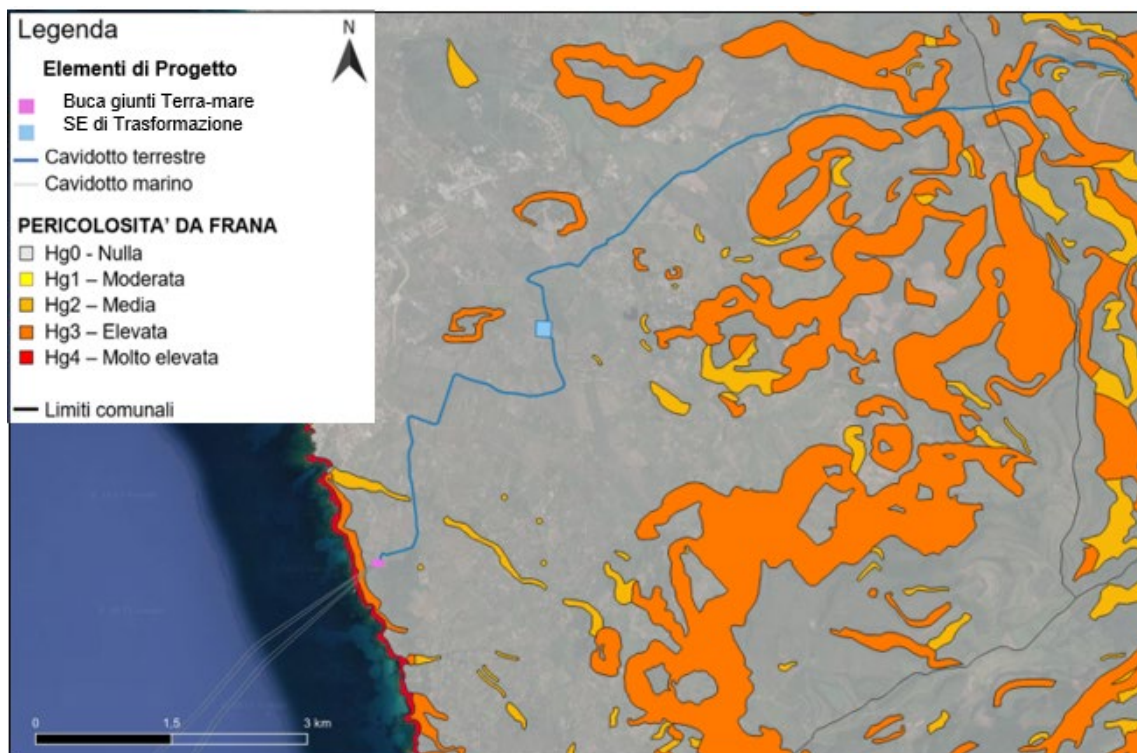 Legenda
N
Elementi di Progetto
Buca giunti Terra-mare
SE di Trasformazione
Cavidotto terrestre
Cavidotto marino
PERICOLOSITA' DA FRANA
Hg0 - Nulla
Hg1 – Moderata
Hg2 – Media
Hg3 – Elevata
Hg4 – Molto elevata
Limiti comunali
0 1.5 3 km